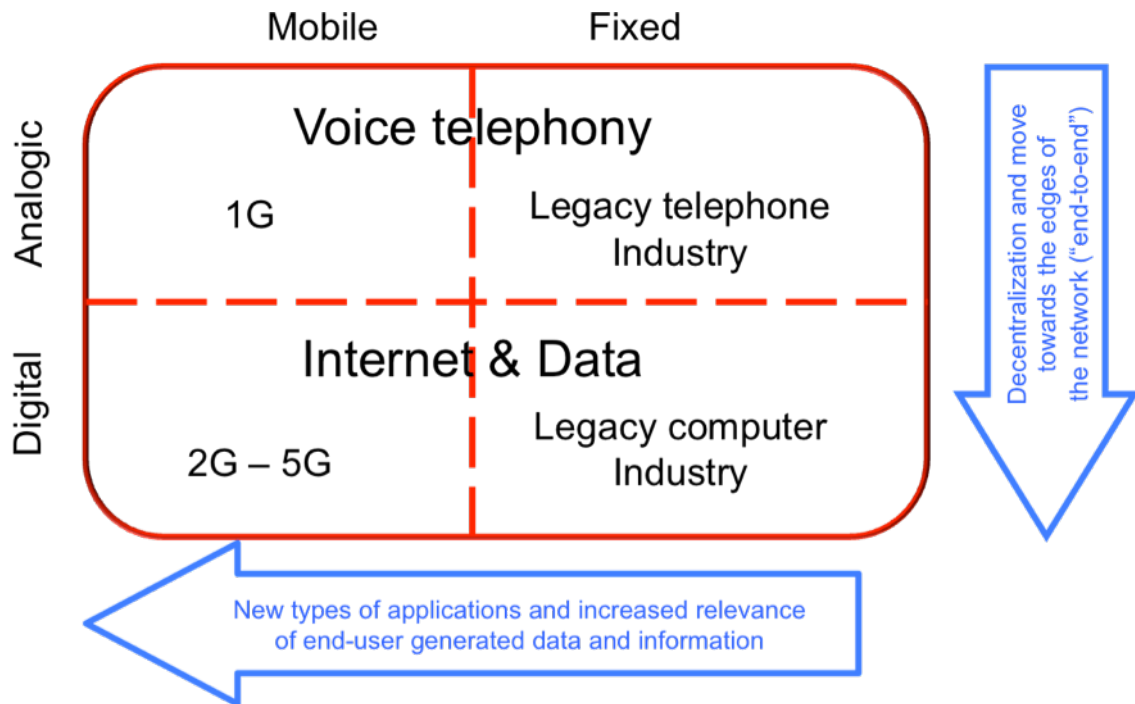 Mobile
Fixed
Analogic
Voice telephony
1G
Legacy telephone
Industry
Digital
Internet & Data
2G – 5G
Legacy computer
Industry
Decentralization and move
towards the edges of
the network (“end-to-end”)
New types of applications and increased relevance
of end-user generated data and information